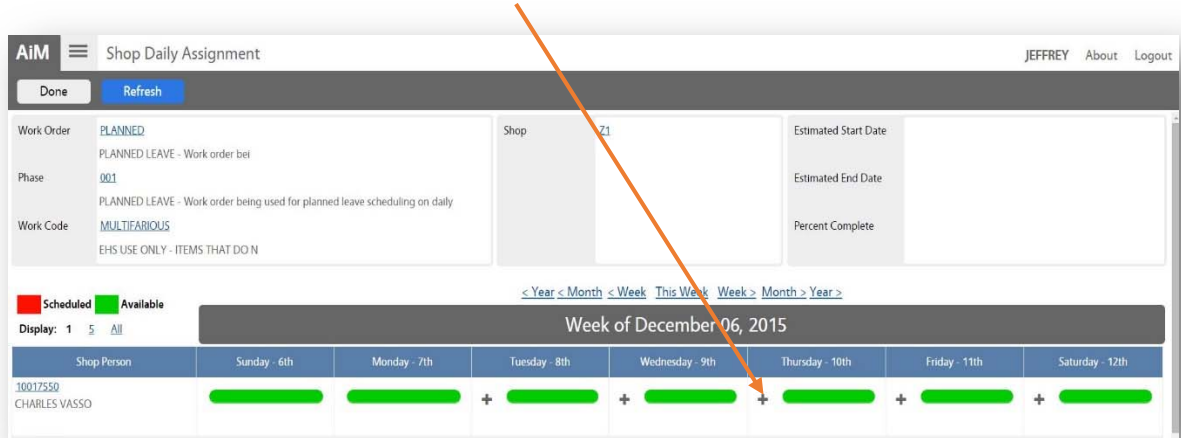 AiM Shop Daily Assignment JEFFREY About Logout
Done Refresh
Work Order PLANNED Shop Z1 Estimated Start Date
PLANNED LEAVE - Work order bei
Phase 001 Estimated End Date
PLANNED LEAVE - Work order being used for planned leave scheduling on daily
Work Code MULTIFARIOUS Percent Complete
EHS USE ONLY - ITEMS THAT DO N
< Year < Month < Week This Week Week > Month > Year >
Scheduled Available
Display: 1 5 All
Week of December 06, 2015
Shop Person Sunday - 6th Monday - 7th Tuesday - 8th Wednesday - 9th Thursday - 10th Friday - 11th Saturday - 12th
10017550
CHARLES VASSO